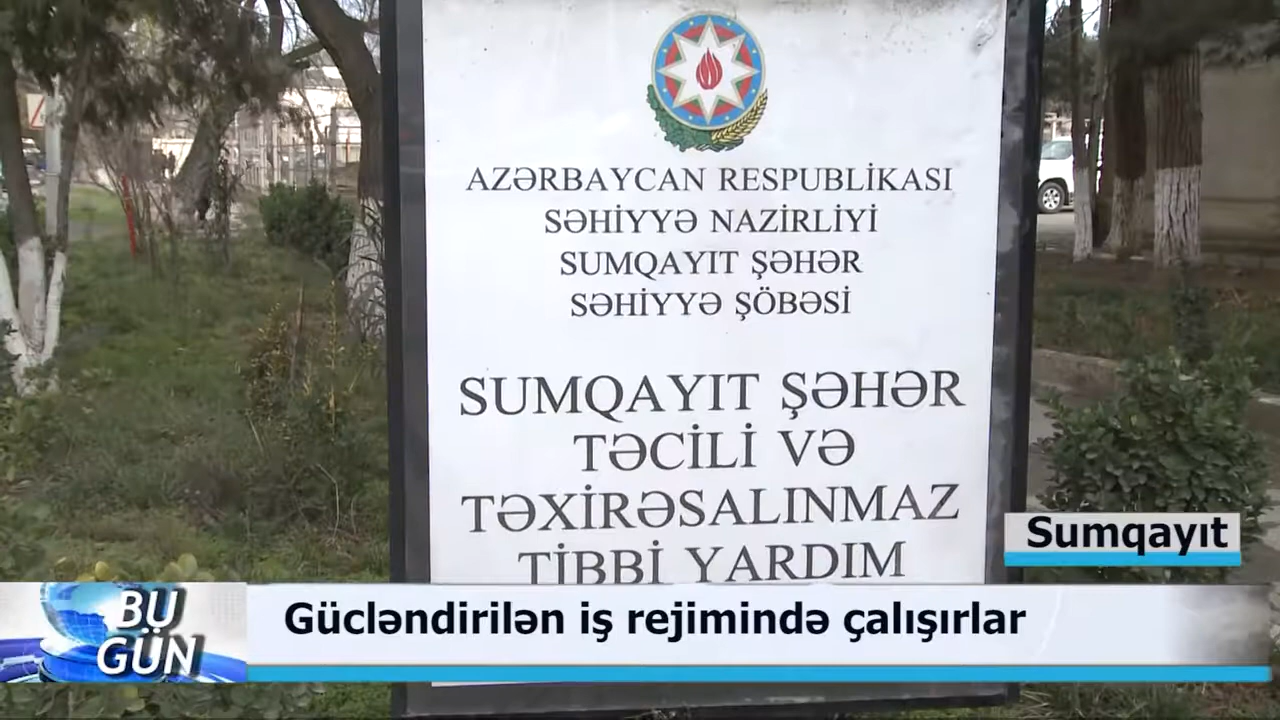 AZƏRBAYCAN RESPUBLİKASI
SƏHİYYƏ NAZİRLİYİ
SUMQAYIT ŞƏHƏR
SƏHİYYƏ ŞÖBƏSİ
SUMQAYIT ŞƏHƏR
TƏCİLİ VƏ
TƏXİRƏSALINMAZ
TİBBİ YARDIM
Sumqayıt
BU
GÜN
Gücləndirilən iş rejimində çalışırlar